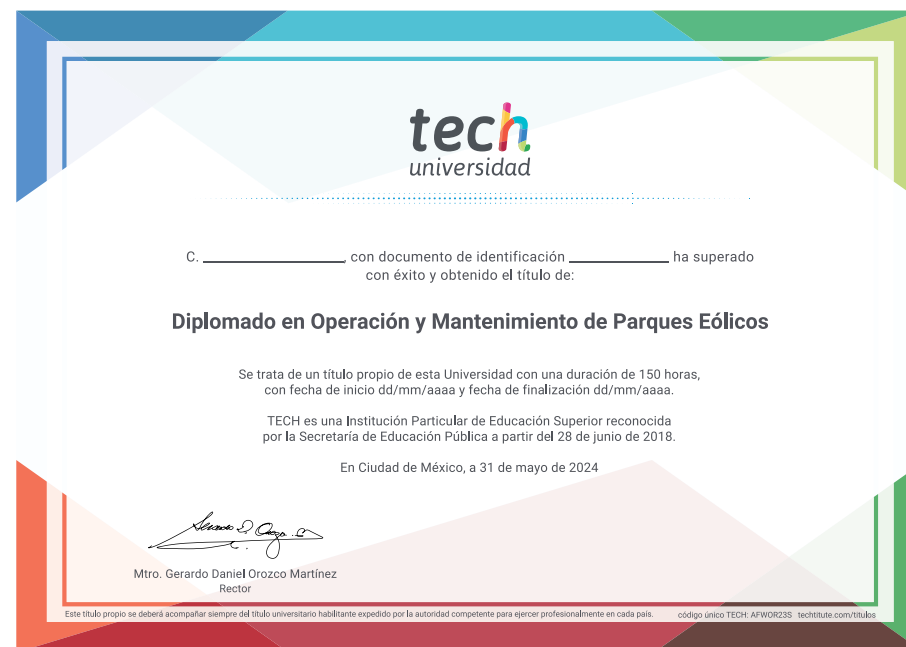 tech
universidad
C. ____________, con documento de identificación ____________ ha superado
con éxito y obtenido el título de:
Diplomado en Operación y Mantenimiento de Parques Eólicos
Se trata de un título propio de esta Universidad con una duración de 150 horas,
con fecha de inicio dd/mm/aaaa y fecha de finalización dd/mm/aaaa.
TECH es una Institución Particular de Educación Superior reconocida
por la Secretaría de Educación Pública a partir del 28 de junio de 2018.
En Ciudad de México, a 31 de mayo de 2024
Mtro. Gerardo Daniel Orozco Martínez
Rector
Este título propio se deberá acompañar siempre del título universitario habilitante expedido por la autoridad competente para ejercer profesionalmente en cada país. código único TECH: AFWOR23S techtitute.com/títulos